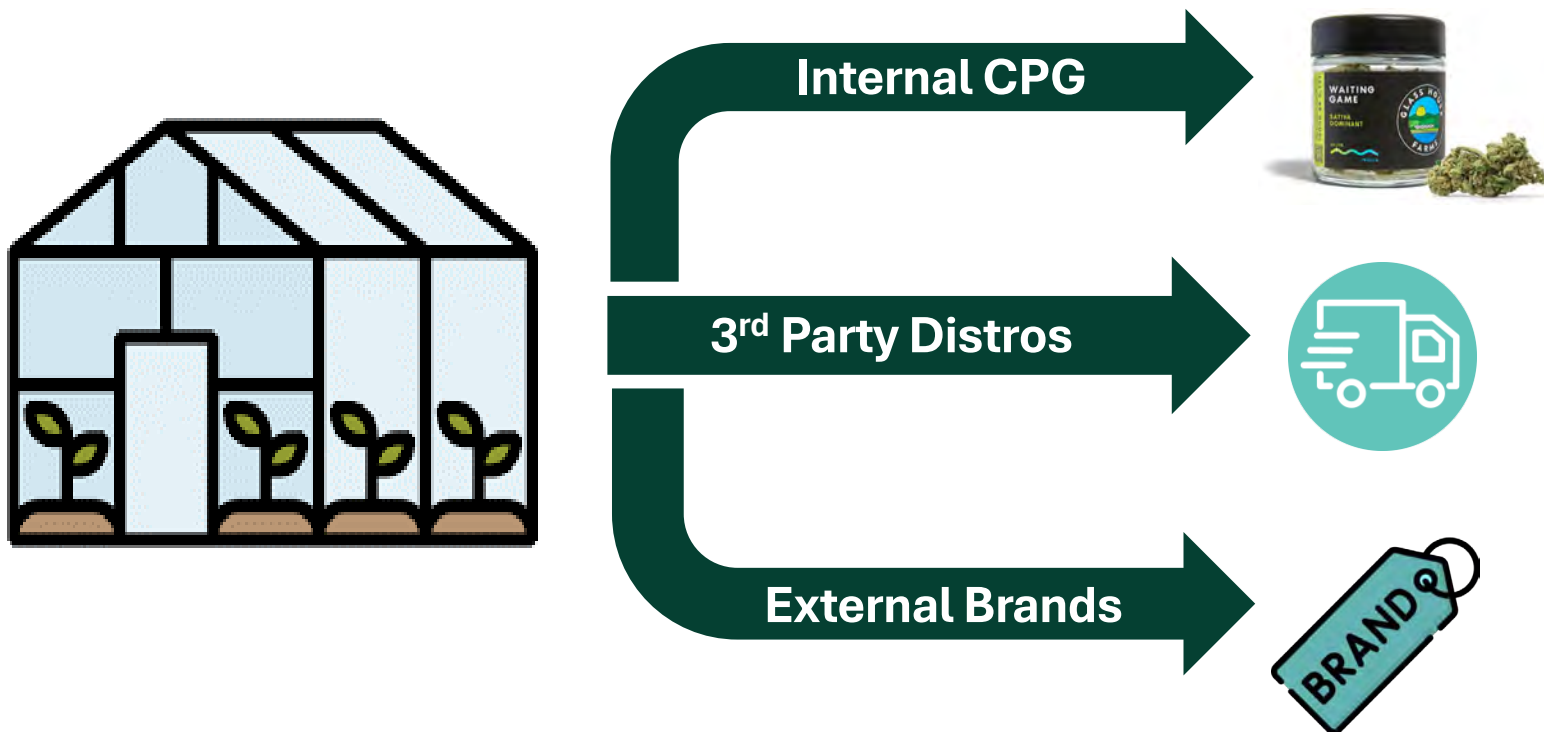 Internal CPG
WAITING
GAME
SATIVA
DOMINANT
GLASS HOUSE
FARMS
3rd Party Distros
External Brands
BRAND